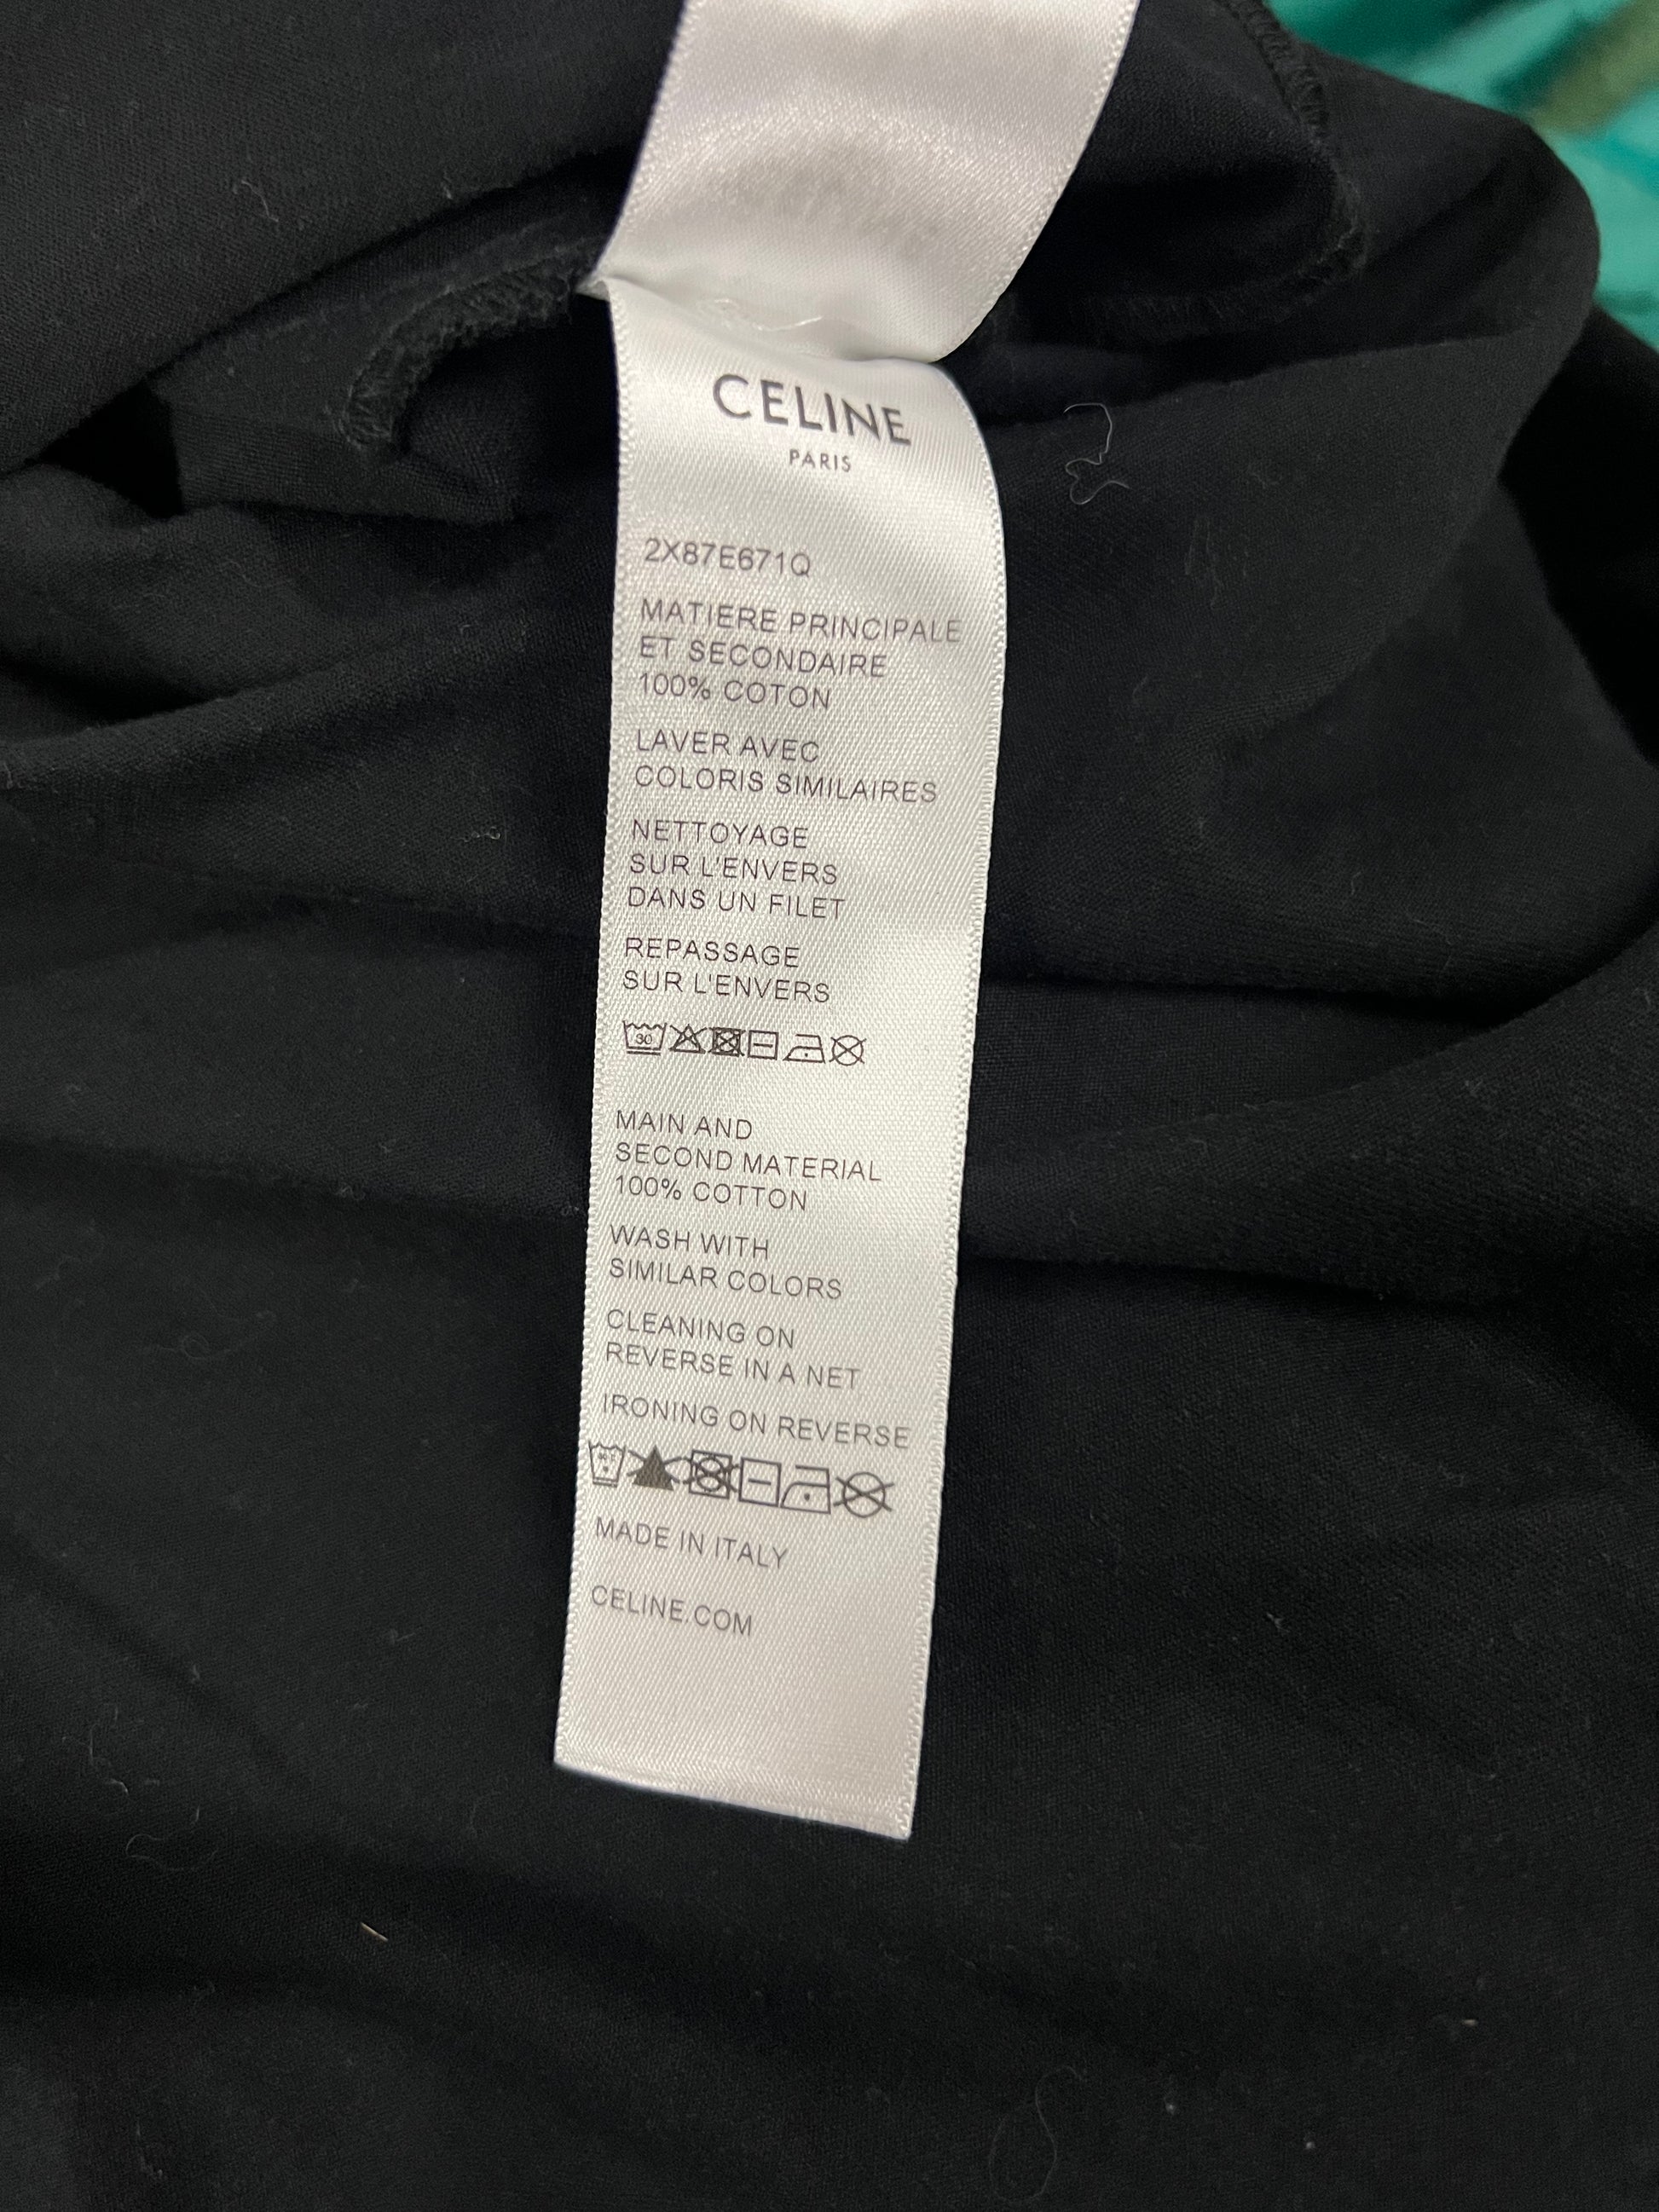 CELINE
PARIS
2X87E671Q
MATIERE PRINCIPALE
ET SECONDAIRE
100% COTON
LAVER AVEC
COLORIS SIMILAIRES
NETTOYAGE
SUR L'ENVERS
DANS UN FILET
REPASSAGE
SUR L'ENVERS
30
MAIN AND
SECOND MATERIAL
100% COTTON
WASH WITH
SIMILAR COLORS
CLEANING ON
REVERSE IN A NET
IRONING ON REVERSE
MADE IN ITALY
CELINE.COM